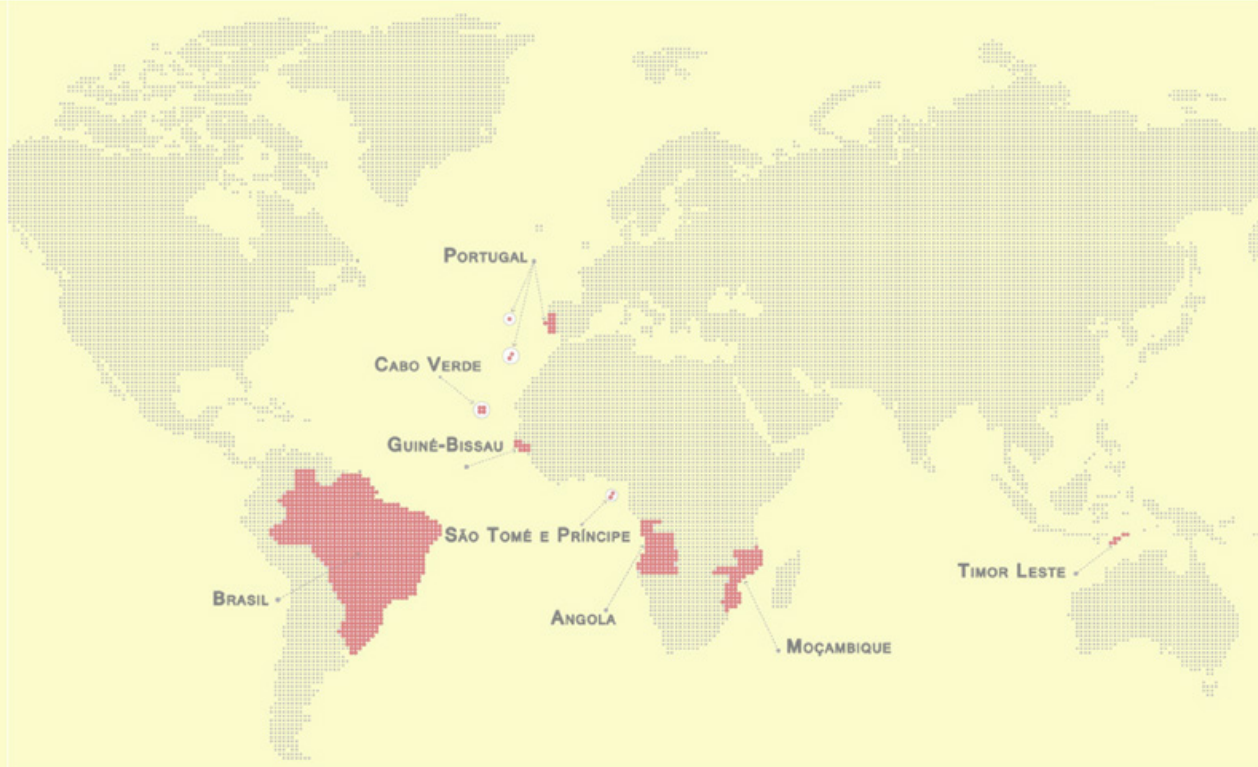 Portugal
Cabo Verde
Guiné-Bissau
São Tomé e Príncipe
Brasil
Angola
Moçambique
Timor Leste